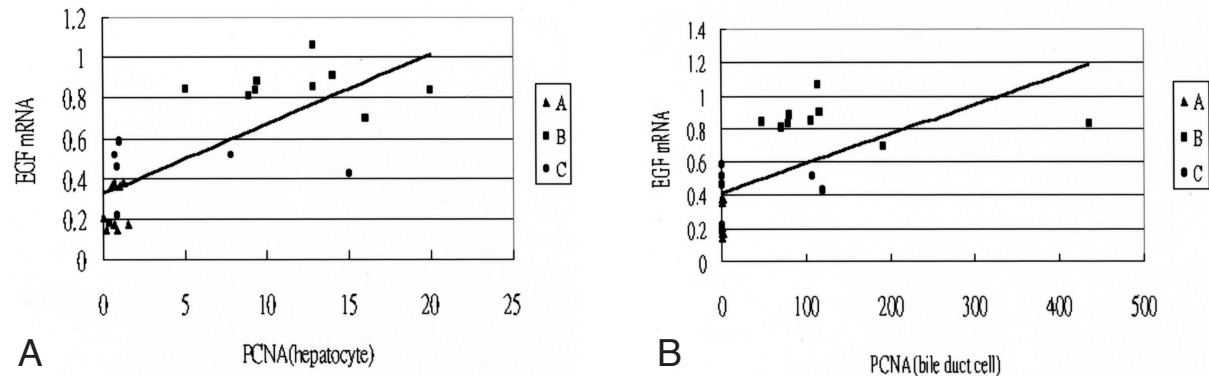 1.2
1
0.8
0.6
0.4
0.2
0
EGF mRNA
0 5 10 15 20 25
PCNA(hepatocyte)
A
B
C
A
1.4
1.2
1
0.8
0.6
0.4
0.2
0
EGF mRNA
0 100 200 300 400 500
PCNA(bile duct cell)
A
B
C
B